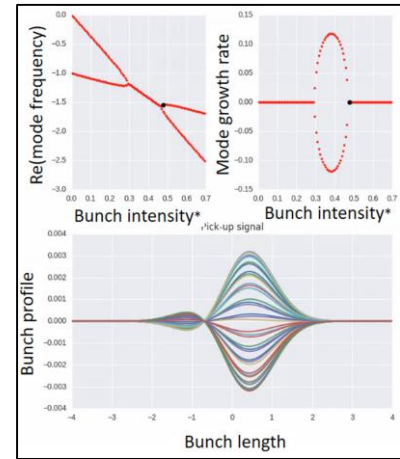 Re(mode frequency)
0.0
−0.5
−1.0
−1.5
−2.0
−2.5
−3.0
0.0 0.1 0.2 0.3 0.4 0.5 0.6 0.7
Bunch intensity*
Mode growth rate
0.15
0.10
0.05
0.00
−0.05
−0.10
−0.15
0.0 0.1 0.2 0.3 0.4 0.5 0.6 0.7
Bunch intensity*
ick-up signal
Bunch profile
0.004
0.003
0.002
0.001
0.000
−0.001
−0.002
−0.003
−0.004
−4 −3 −2 −1 0 1 2 3 4
Bunch length